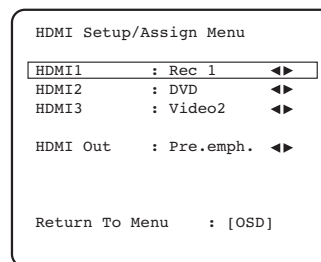 HDMI Setup/Assign Menu
HDMI1 : Rec 1 ◄►
HDMI2 : DVD ◄►
HDMI3 : Video2 ◄►
HDMI Out : Pre.emph. ◄►
Return To Menu : [OSD]